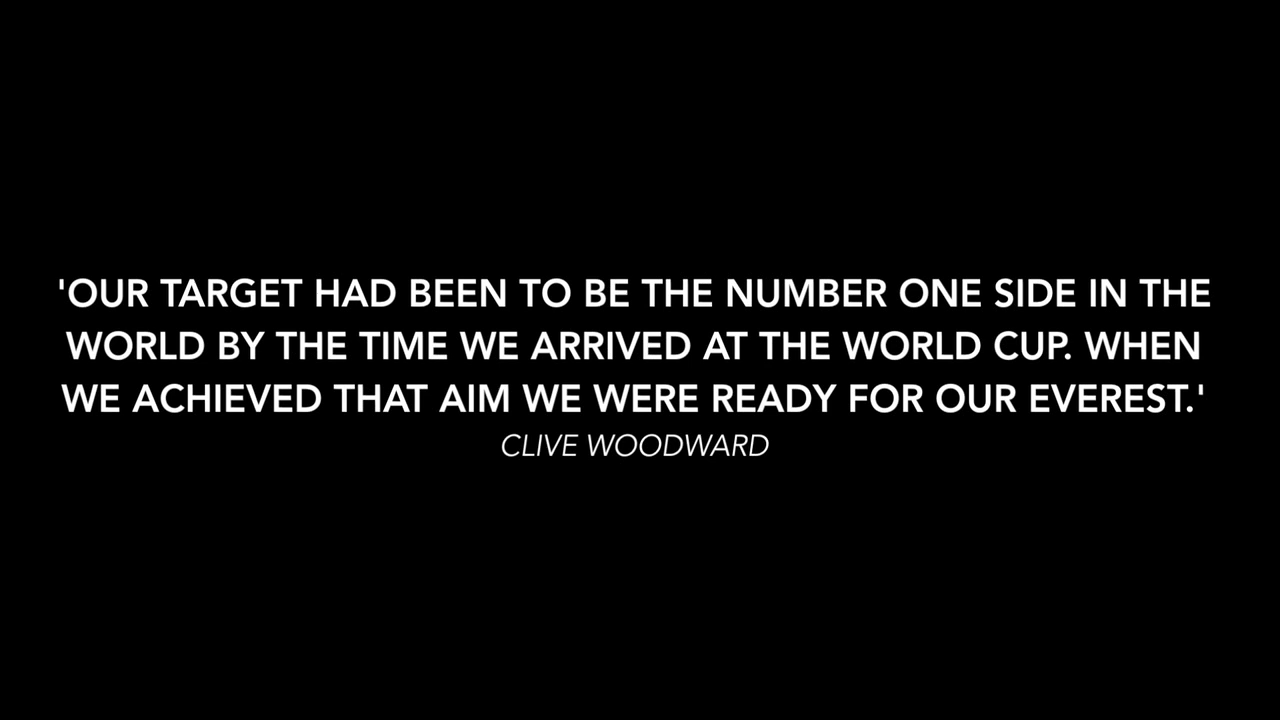 'OUR TARGET HAD BEEN TO BE THE NUMBER ONE SIDE IN THE
WORLD BY THE TIME WE ARRIVED AT THE WORLD CUP. WHEN
WE ACHIEVED THAT AIM WE WERE READY FOR OUR EVEREST.'
CLIVE WOODWARD